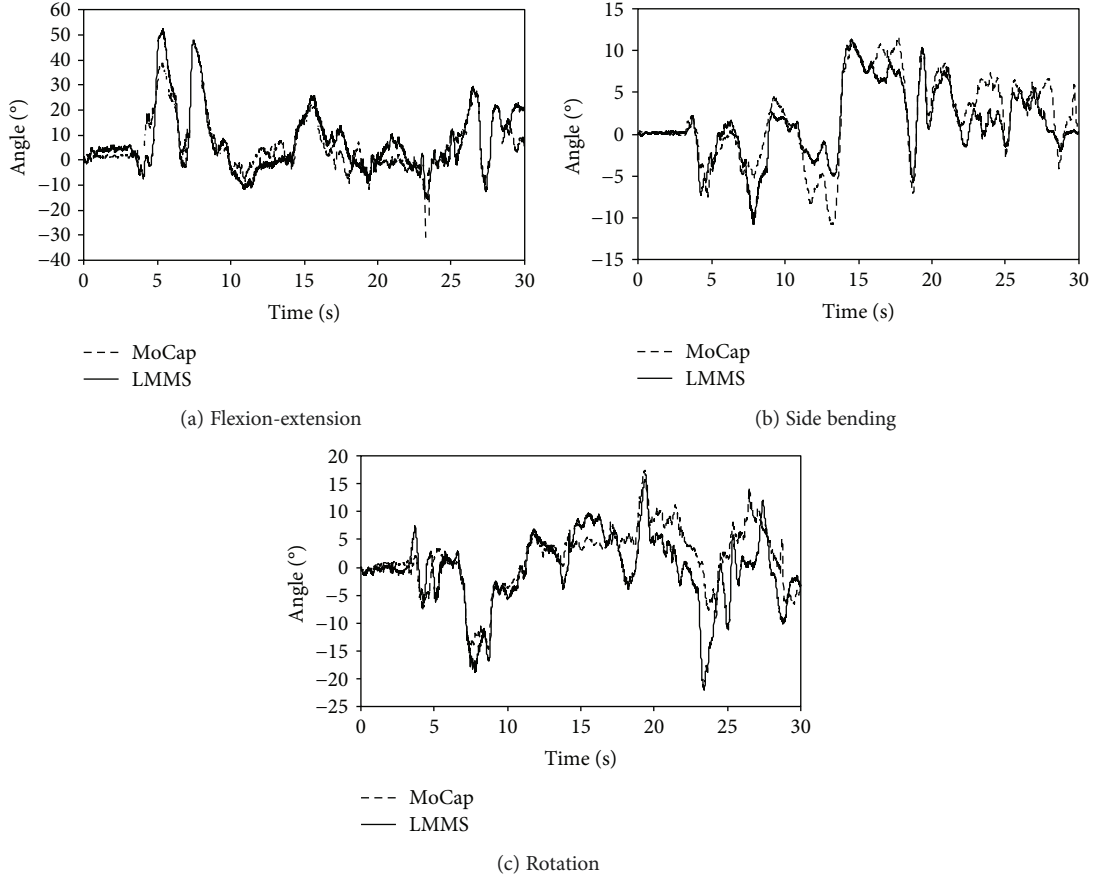 60
50
40
30
20
10
0
−10
−20
−30
−40
Angle (°)
0 5 10 15 20 25 30
Time (s)
MoCap
LMMS
(a) Flexion-extension
15
10
5
0
−5
−10
−15
Angle (°)
0 5 10 15 20 25 30
Time (s)
MoCap
LMMS
(b) Side bending
20
15
10
5
0
−5
−10
−15
−20
−25
Angle (°)
0 5 10 15 20 25 30
Time (s)
MoCap
LMMS
(c) Rotation